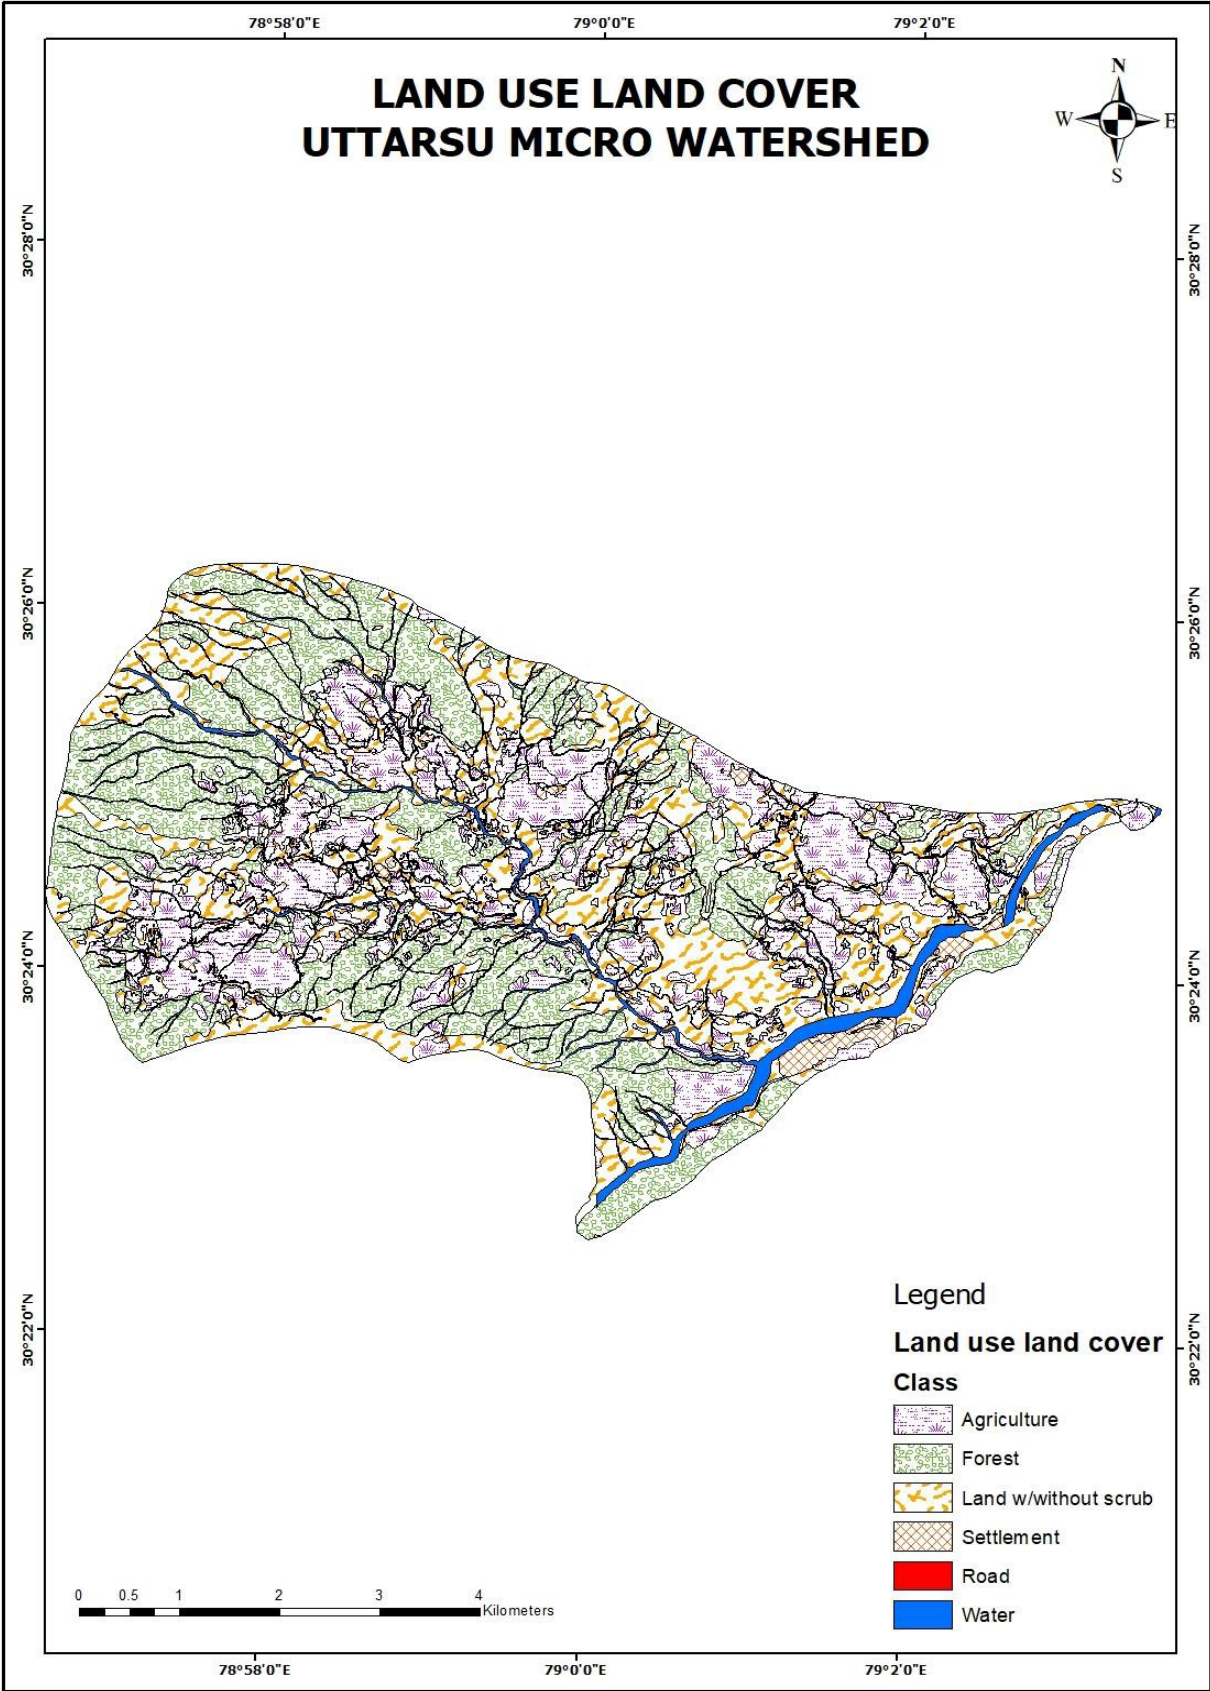 78°58'0"E 79°0'0"E 79°2'0"E
LAND USE LAND COVER
UTTARSU MICRO WATERSHED
N
W E
S
30°28'0"N 30°28'0"N
30°26'0"N 30°26'0"N
30°24'0"N 30°24'0"N
30°22'0"N 30°22'0"N
Legend
Land use land cover
Class
Agriculture
Forest
Land w/without scrub
Settlement
Road
Water
0 0.5 1 2 3 4
Kilometers
78°58'0"E 79°0'0"E 79°2'0"E